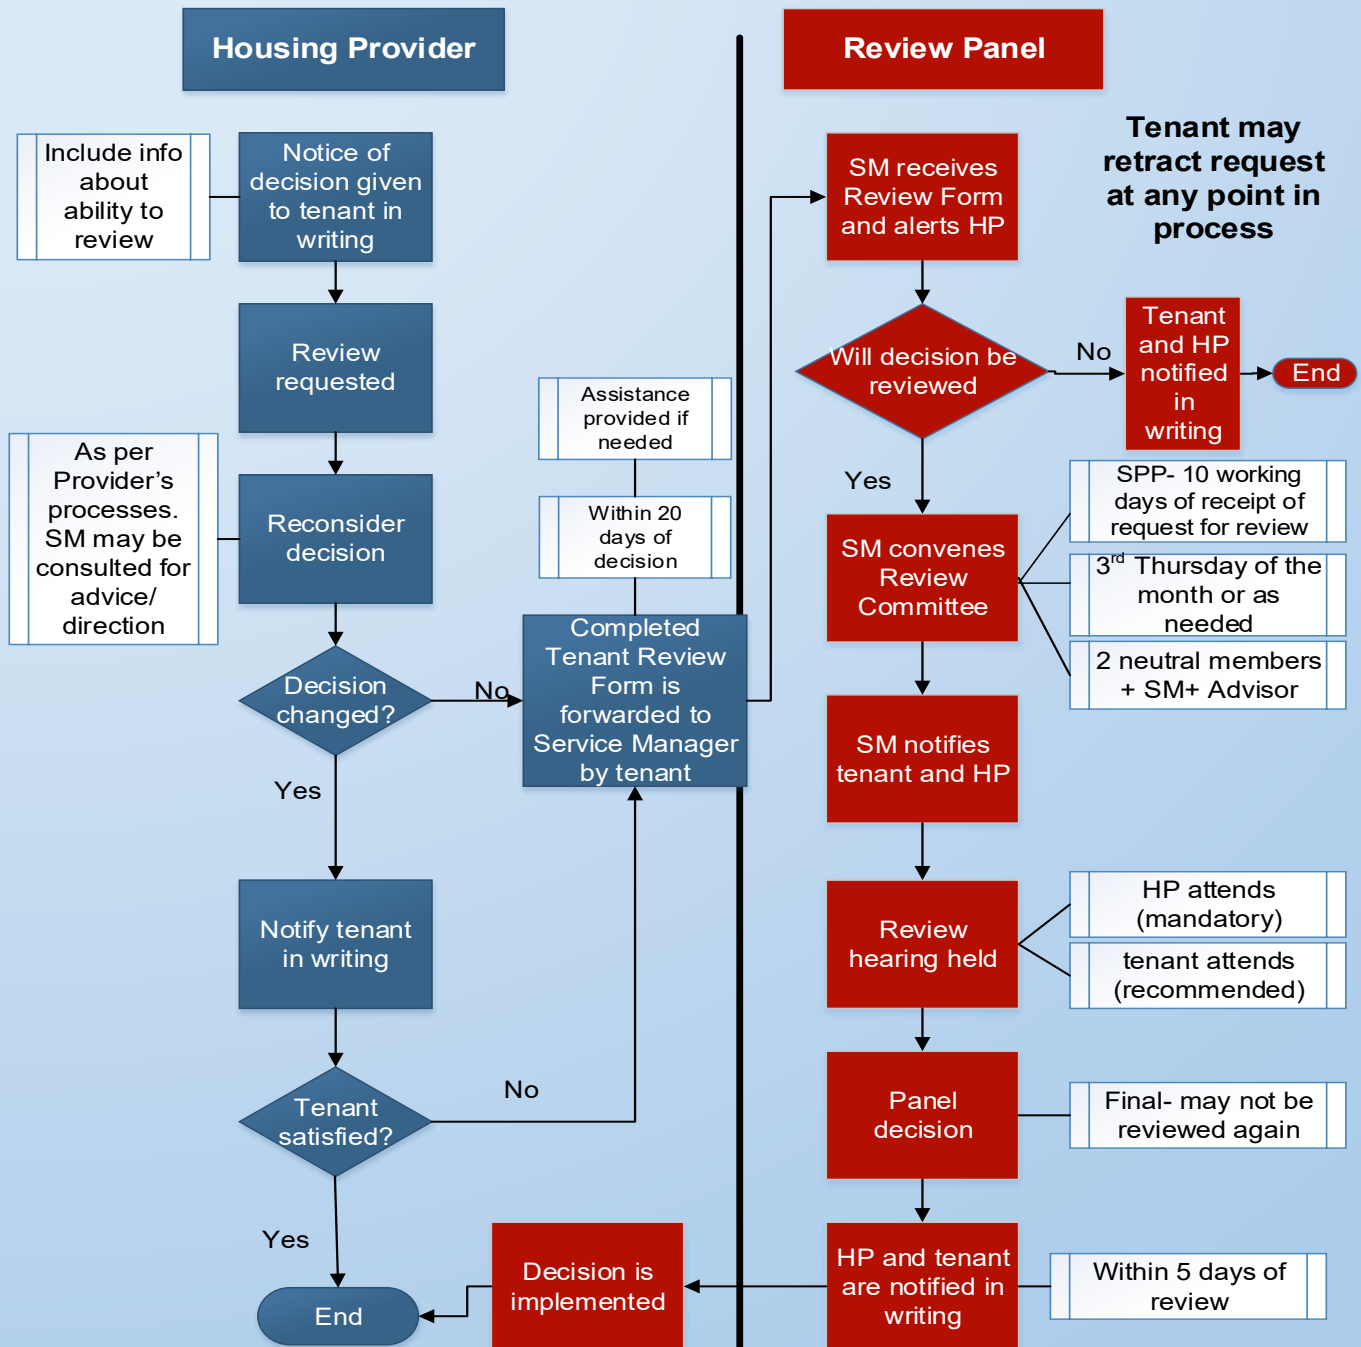 Housing Provider
Review Panel
Include info
about
ability to
review
Notice of
decision given
to tenant in
writing
Review
requested
As per
Provider’s
processes.
SM may be
consulted for
advice/
direction
Reconsider
decision
Decision
changed?
No
Yes
Assistance
provided if
needed
Within 20
days of
decision
Completed
Tenant Review
Form is
forwarded to
Service Manager
by tenant
Notify tenant
in writing
Tenant
satisfied?
No
Yes
End
Tenant may
retract request
at any point in
process
SM receives
Review Form
and alerts HP
Will decision be
reviewed
No
Tenant
and HP
notified
in
writing
End
Yes
SM convenes
Review
Committee
SPP- 10 working
days of receipt of
request for review
3rd Thursday of the
month or as
needed
2 neutral members
+ SM+ Advisor
SM notifies
tenant and HP
Review
hearing held
HP attends
(mandatory)
tenant attends
(recommended)
Panel
decision
Final- may not be
reviewed again
HP and tenant
are notified in
writing
Within 5 days of
review
Decision is
implemented